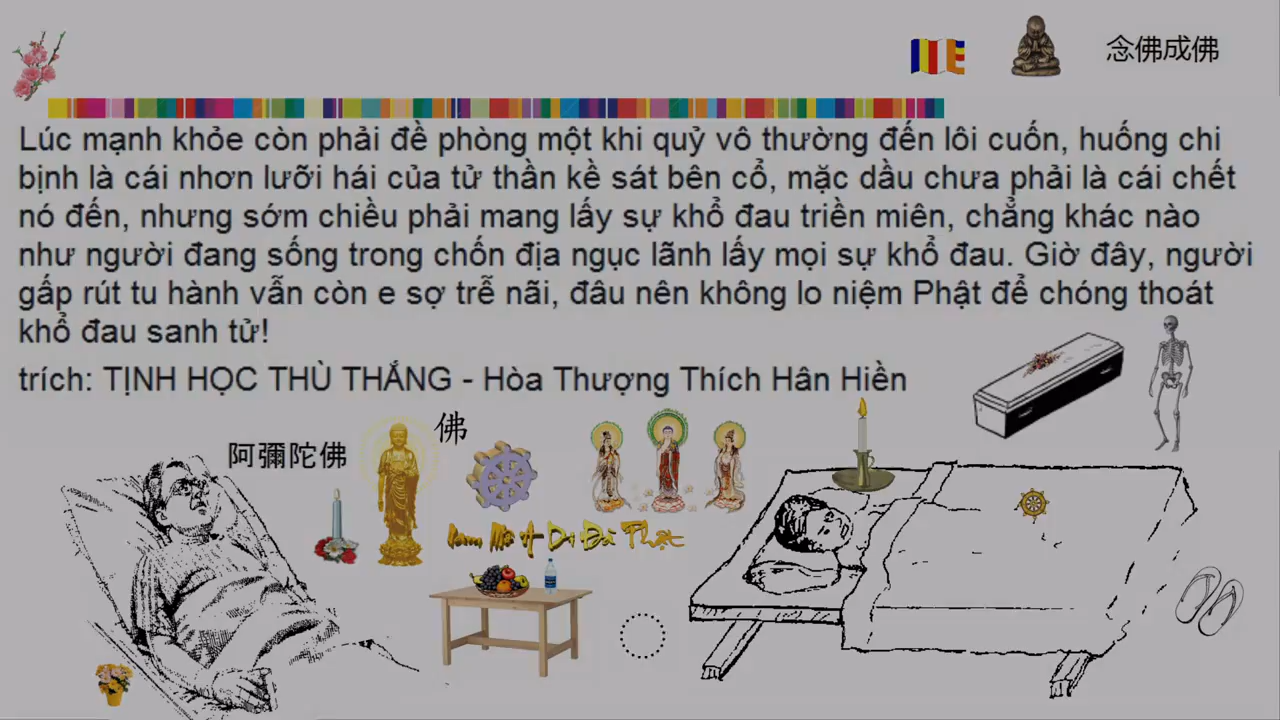 念佛成佛
Lúc mạnh khỏe còn phải đề phòng một khi quỷ vô thường đến lôi cuốn, huống chi
bịnh là cái nhơn lưỡi hái của tử thần kề sát bên cổ, mặc dầu chưa phải là cái chết
nó đến, nhưng sớm chiều phải mang lấy sự khổ đau triền miên, chẳng khác nào
như người đang sống trong chốn địa ngục lãnh lấy mọi sự khổ đau. Giờ đây, người
gấp rút tu hành vẫn còn e sợ trễ nãi, đâu nên không lo niệm Phật để chóng thoát
khổ đau sanh tử!
trích: TỊNH HỌC THÙ THẮNG - Hòa Thượng Thích Hân Hiền
佛
阿彌陀佛
Nam Mô A Di Đà Phật